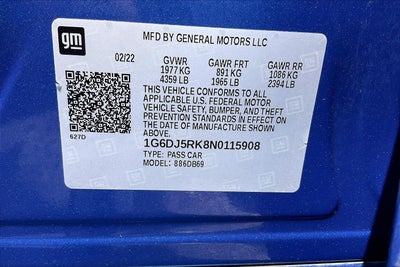 gm
MFD BY GENERAL MOTORS LLC
02/22
GVWR GAWR FRT GAWR RR
1977 KG 891 KG 1086 KG
4359 LB 1965 LB 2394 LB
THIS VEHICLE CONFORMS TO ALL
APPLICABLE U.S. FEDERAL MOTOR
VEHICLE SAFETY, BUMPER, AND THEFT
PREVENTION STANDARDS IN EFFECT ON
THE DATE OF MANUFACTURE SHOWN
ABOVE.
627D
1G6DJ5RK8N0115908
TYPE: PASS CAR
MODEL: 886DB69